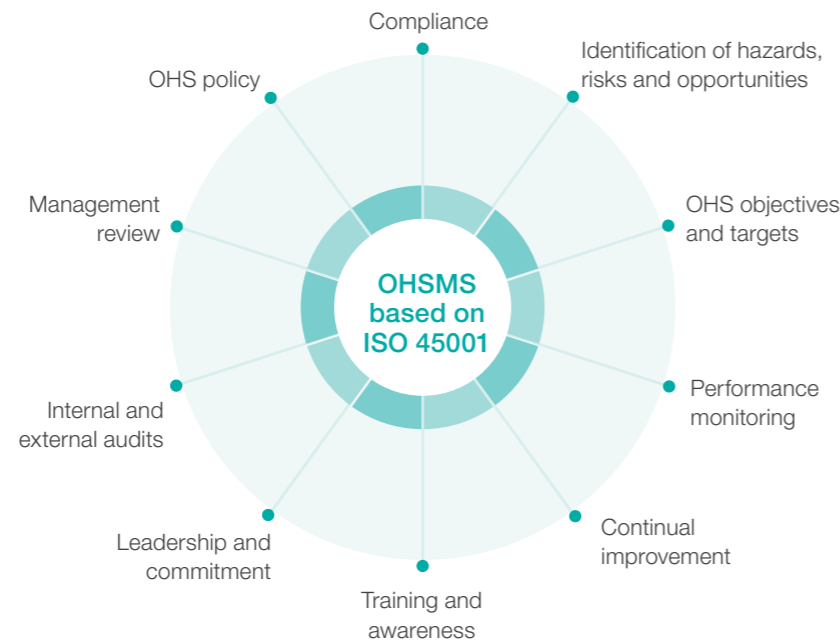 Compliance
Identification of hazards,
risks and opportunities
OHS objectives
and targets
Performance
monitoring
Continual
improvement
Training and
awareness
Leadership and
commitment
Internal and
external audits
Management
review
OHS policy
OHSMS
based on
ISO 45001